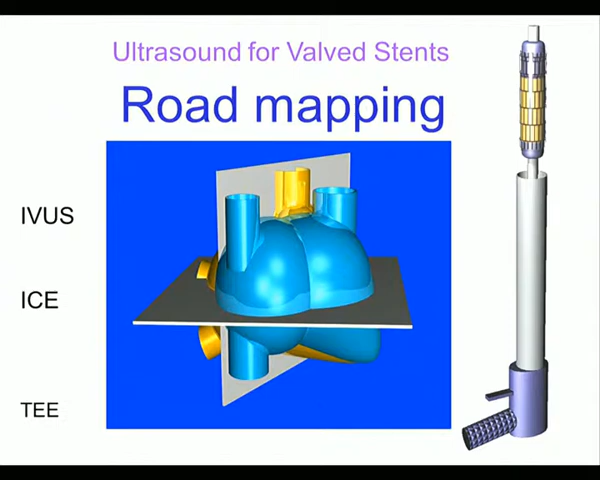 Ultrasound for Valved Stents
Road mapping
IVUS
ICE
TEE